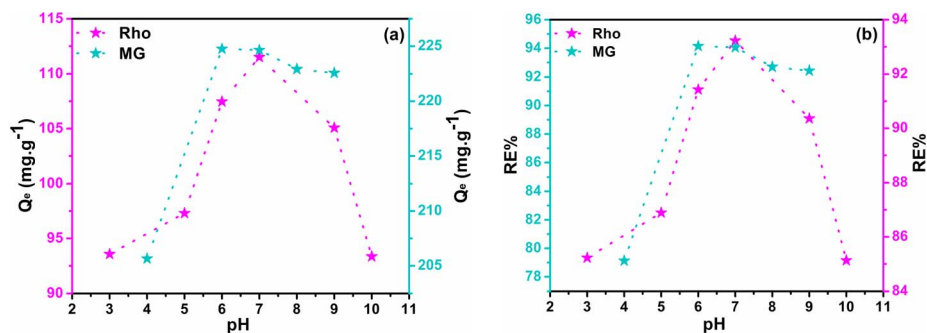 (a)
Rho
MG
Qe (mg.g-1)
115
110
105
100
95
90
225
220
215
210
205
Qe (mg.g-1)
2 3 4 5 6 7 8 9 10 11
pH
(b)
Rho
MG
RE%
96
94
92
90
88
86
84
82
80
78
94
92
90
88
86
84
RE%
2 3 4 5 6 7 8 9 10 11
pH